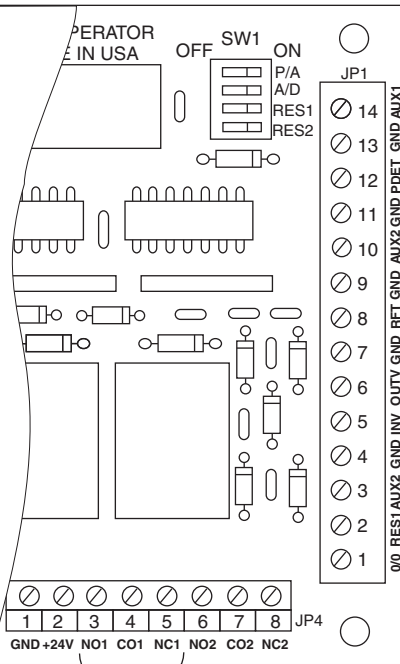 PERATOR
E IN USA
OFF SW1 ON
P/A
A/D
RES1
RES2
JP1
14
13
12
11
10
9
8
7
6
5
4
3
2
1
0/0 RES1 AUX2 GND INV OUTV GND RFT GND AUX2 GND PDET GND AUX1
1 2 3 4 5 6 7 8 JP4
GND +24V NO1 CO1 NC1 NO2 CO2 NC2